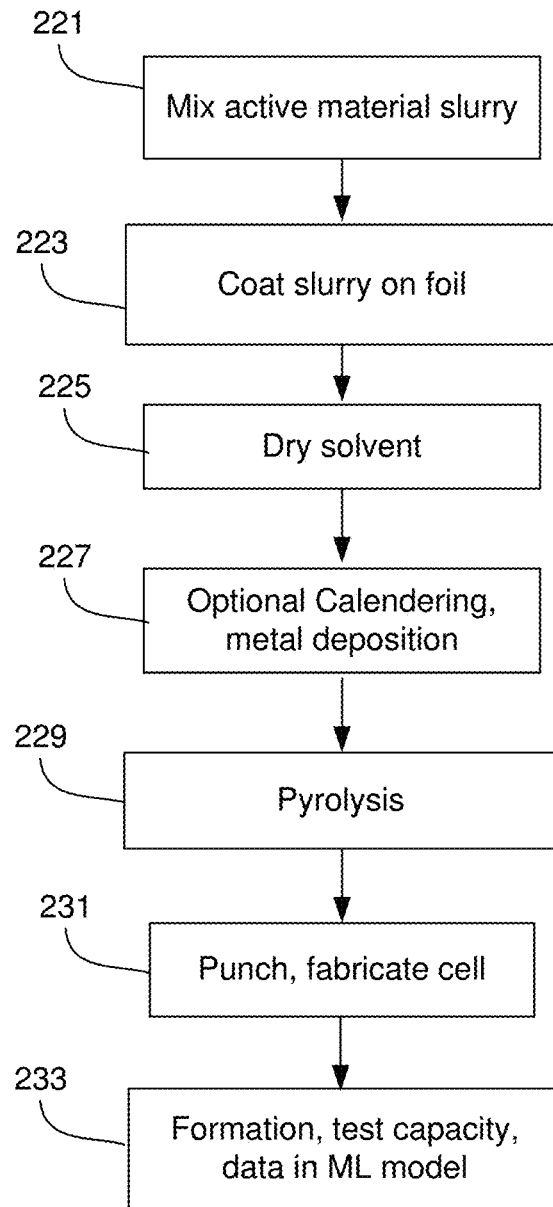 221
Mix active material slurry
223
Coat slurry on foil
225
Dry solvent
227
Optional Calendering,
metal deposition
229
Pyrolysis
231
Punch, fabricate cell
233
Formation, test capacity,
data in ML model